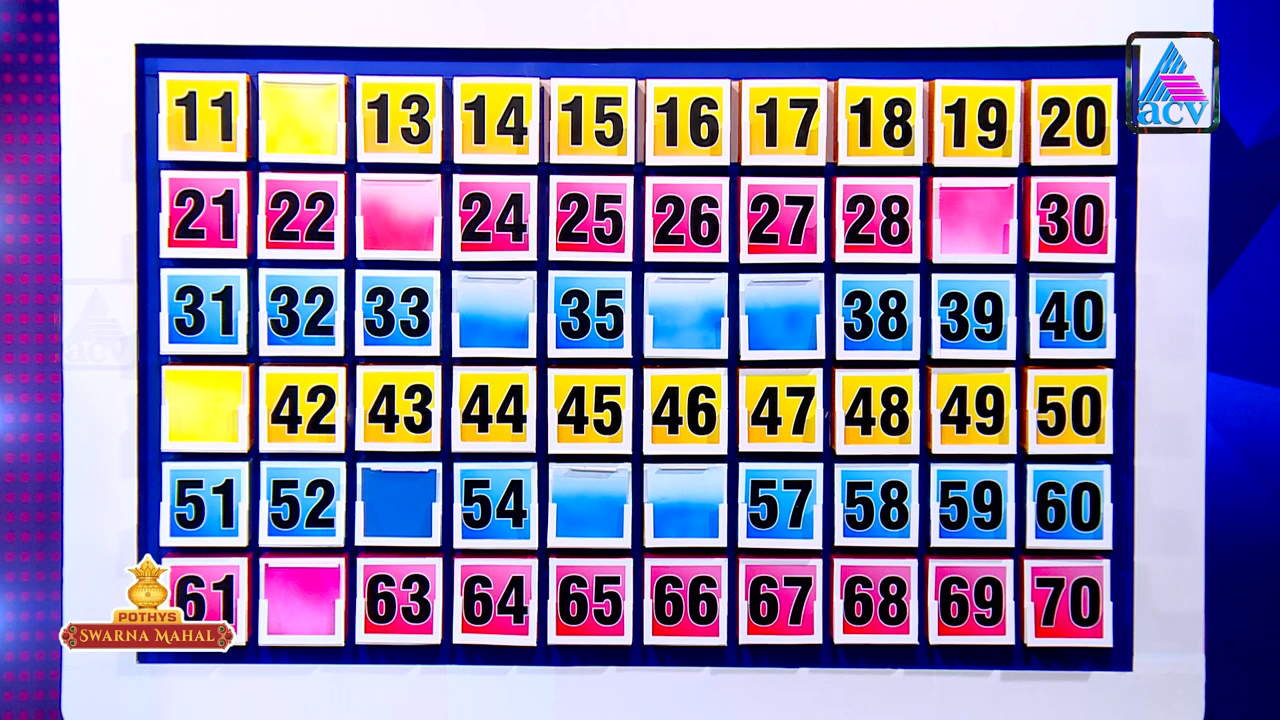 acv
11 13 14 15 16 17 18 19 20
21 22 24 25 26 27 28 30
31 32 33 35 38 39 40
42 43 44 45 46 47 48 49 50
51 52 54 57 58 59 60
61 63 64 65 66 67 68 69 70
POTHYS
SWARNA MAHAL